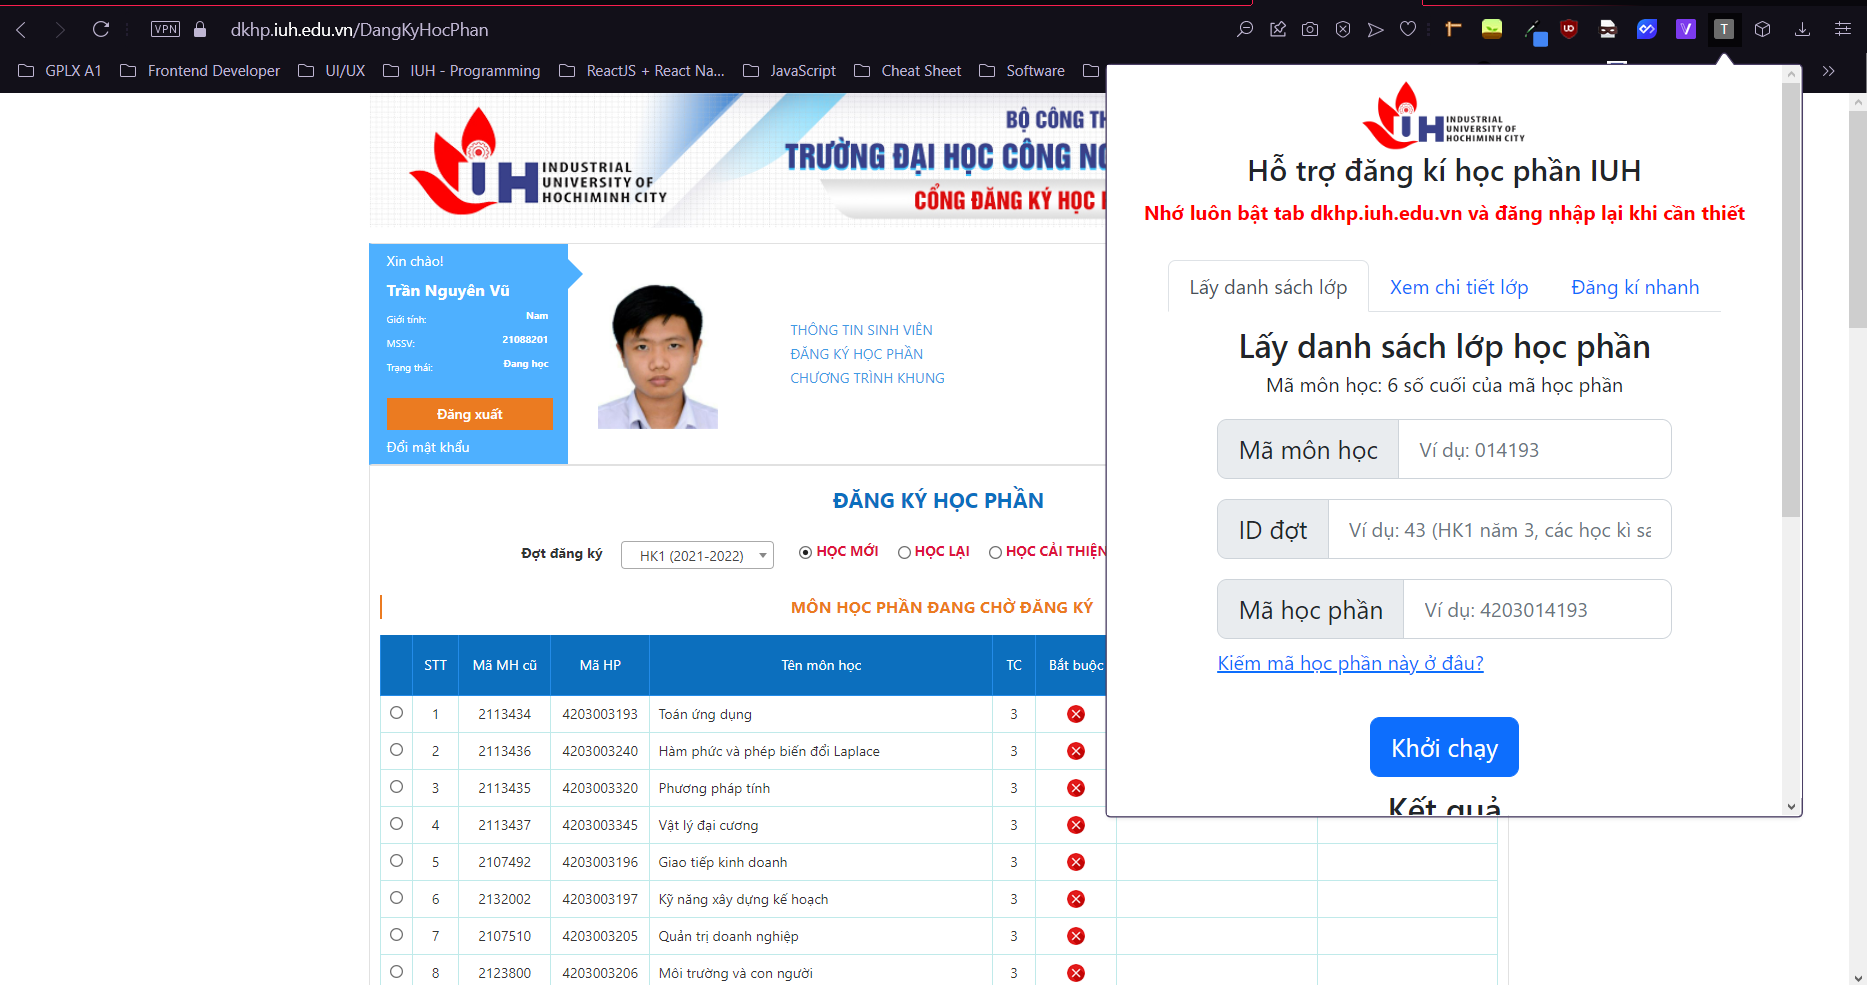 VPN
dkhp.iuh.edu.vn/DangKyHocPhan
GPLX A1
Frontend Developer
UI/UX
IUH - Programming
ReactJS + React Na...
JavaScript
Cheat Sheet
Software
IUH
INDUSTRIAL
UNIVERSITY OF
HOCHIMINH CITY
BỘ CÔNG TH
TRƯỜNG ĐẠI HỌC CÔNG NG
CỔNG ĐĂNG KÝ HỌC
Xin chào!
Trần Nguyên Vũ
Giới tính: Nam
MSSV: 21088201
Trạng thái: Đang học
Đăng xuất
Đổi mật khẩu
THÔNG TIN SINH VIÊN
ĐĂNG KÝ HỌC PHẦN
CHƯƠNG TRÌNH KHUNG
ĐĂNG KÝ HỌC PHẦN
Đợt đăng ký HK1 (2021-2022) HỌC MỚI HỌC LẠI HỌC CẢI THIỆN
MÔN HỌC PHẦN ĐANG CHỜ ĐĂNG KÝ
STT Mã MH cũ Mã HP Tên môn học TC Bắt buộc
1 2113434 4203003193 Toán ứng dụng 3
2 2113436 4203003240 Hàm phức và phép biến đổi Laplace 3
3 2113435 4203003320 Phương pháp tính 3
4 2113437 4203003345 Vật lý đại cương 3
5 2107492 4203003196 Giao tiếp kinh doanh 3
6 2132002 4203003197 Kỹ năng xây dựng kế hoạch 3
7 2107510 4203003205 Quản trị doanh nghiệp 3
8 2123800 4203003206 Môi trường và con người 3
IUH
INDUSTRIAL
UNIVERSITY OF
HOCHIMINH CITY
Hỗ trợ đăng kí học phần IUH
Nhớ luôn bật tab dkhp.iuh.edu.vn và đăng nhập lại khi cần thiết
Lấy danh sách lớp
Xem chi tiết lớp
Đăng kí nhanh
Lấy danh sách lớp học phần
Mã môn học: 6 số cuối của mã học phần
Mã môn học Ví dụ: 014193
ID đợt Ví dụ: 43 (HK1 năm 3, các học kì sa
Mã học phần Ví dụ: 4203014193
Kiếm mã học phần này ở đâu?
Khởi chạy
Kết quả